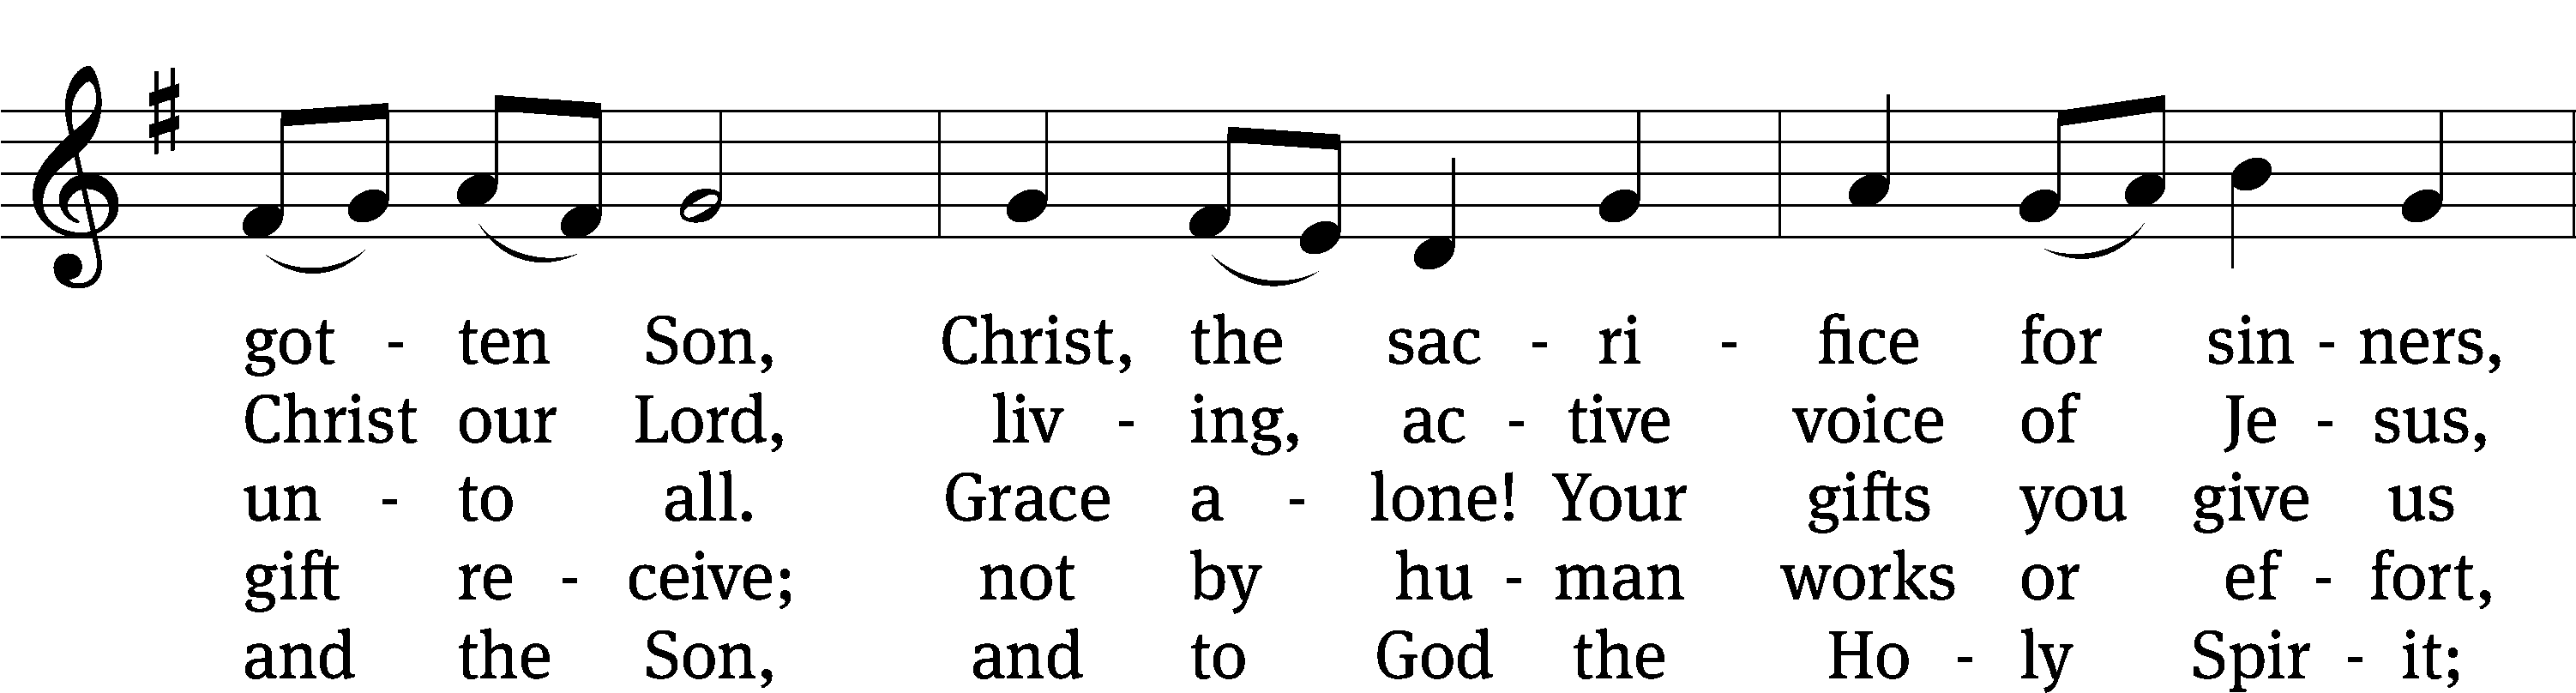 got - ten Son, Christ, the sac - ri - fice for sin - ners,
Christ our Lord, liv - ing, ac - tive voice of Je - sus,
un - to all. Grace a - lone! Your gifts you give us
gift re - ceive; not by hu - man works or ef - fort,
and the Son, and to God the Ho - ly Spir - it;